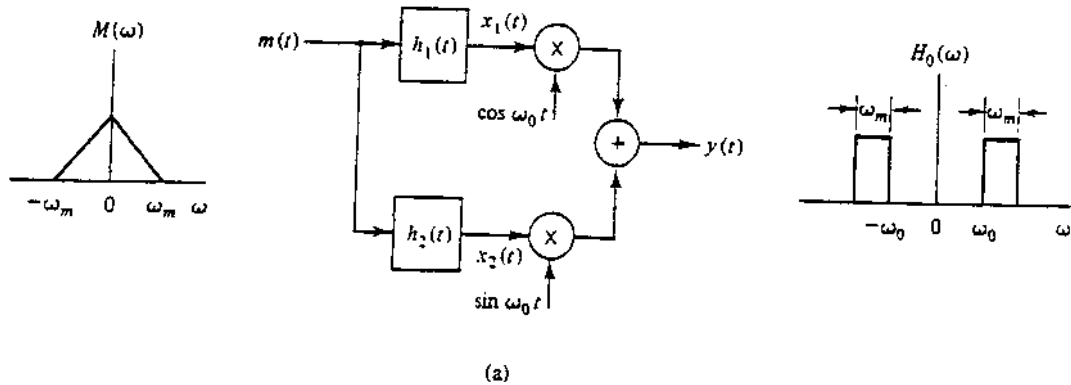 M(ω)
−ω_m 0 ω_m ω
m(t)
h_1(t)
x_1(t)
×
cos ω_0 t
+
y(t)
h_2(t)
x_2(t)
×
sin ω_0 t
H_0(ω)
ω_m ω_m
−ω_0 0 ω_0 ω
(a)